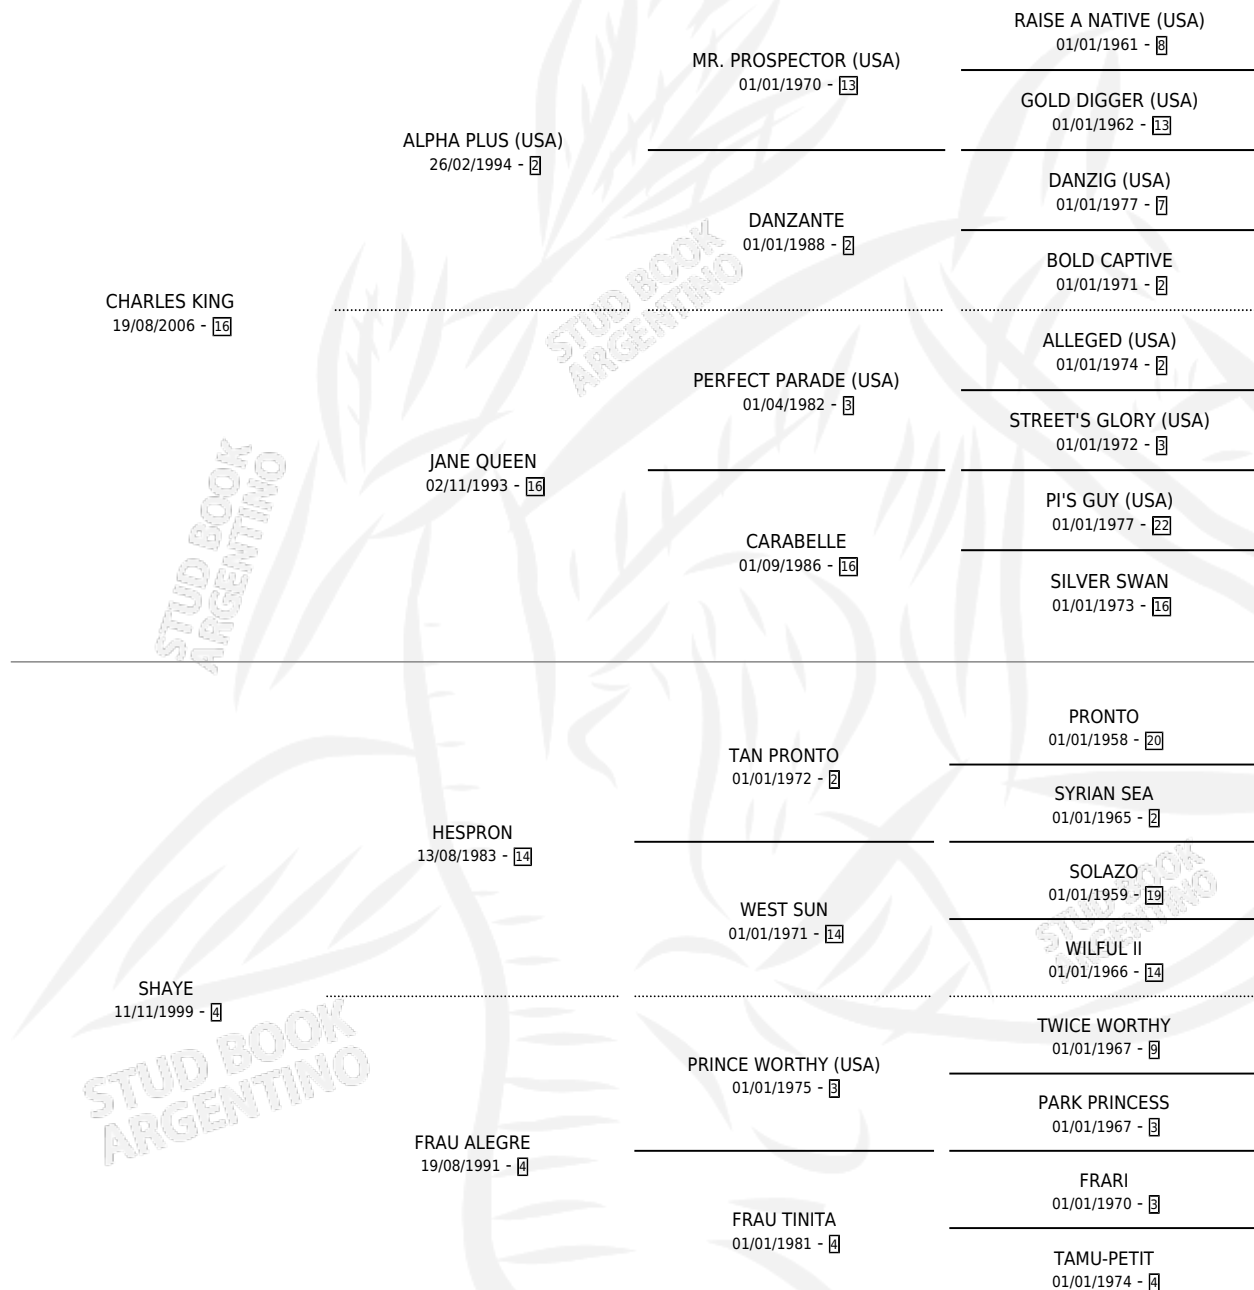 RAISE A NATIVE (USA)
01/01/1961 - 8
MR. PROSPECTOR (USA)
01/01/1970 - 13
GOLD DIGGER (USA)
01/01/1962 - 13
ALPHA PLUS (USA)
26/02/1994 - 2
DANZIG (USA)
01/01/1977 - 7
DANZANTE
01/01/1988 - 2
BOLD CAPTIVE
01/01/1971 - 2
CHARLES KING
19/08/2006 - 16
ALLEGED (USA)
01/01/1974 - 2
PERFECT PARADE (USA)
01/04/1982 - 3
STREET'S GLORY (USA)
01/01/1972 - 3
JANE QUEEN
02/11/1993 - 16
PI'S GUY (USA)
01/01/1977 - 22
CARABELLE
01/09/1986 - 16
SILVER SWAN
01/01/1973 - 16
PRONTO
01/01/1958 - 20
TAN PRONTO
01/01/1972 - 2
SYRIAN SEA
01/01/1965 - 2
HESPRON
13/08/1983 - 14
SOLAZO
01/01/1959 - 19
WEST SUN
01/01/1971 - 14
WILFUL II
01/01/1966 - 14
SHAYE
11/11/1999 - 4
TWICE WORTHY
01/01/1967 - 9
PRINCE WORTHY (USA)
01/01/1975 - 3
PARK PRINCESS
01/01/1967 - 3
FRAU ALEGRE
19/08/1991 - 4
FRARI
01/01/1970 - 3
FRAU TINITA
01/01/1981 - 4
TAMU-PETIT
01/01/1974 - 4
STUD BOOK
ARGENTINO
STUD BOOK
ARGENTINO
STUD BOOK
ARGENTINO
STUD BOOK
ARGENTINO